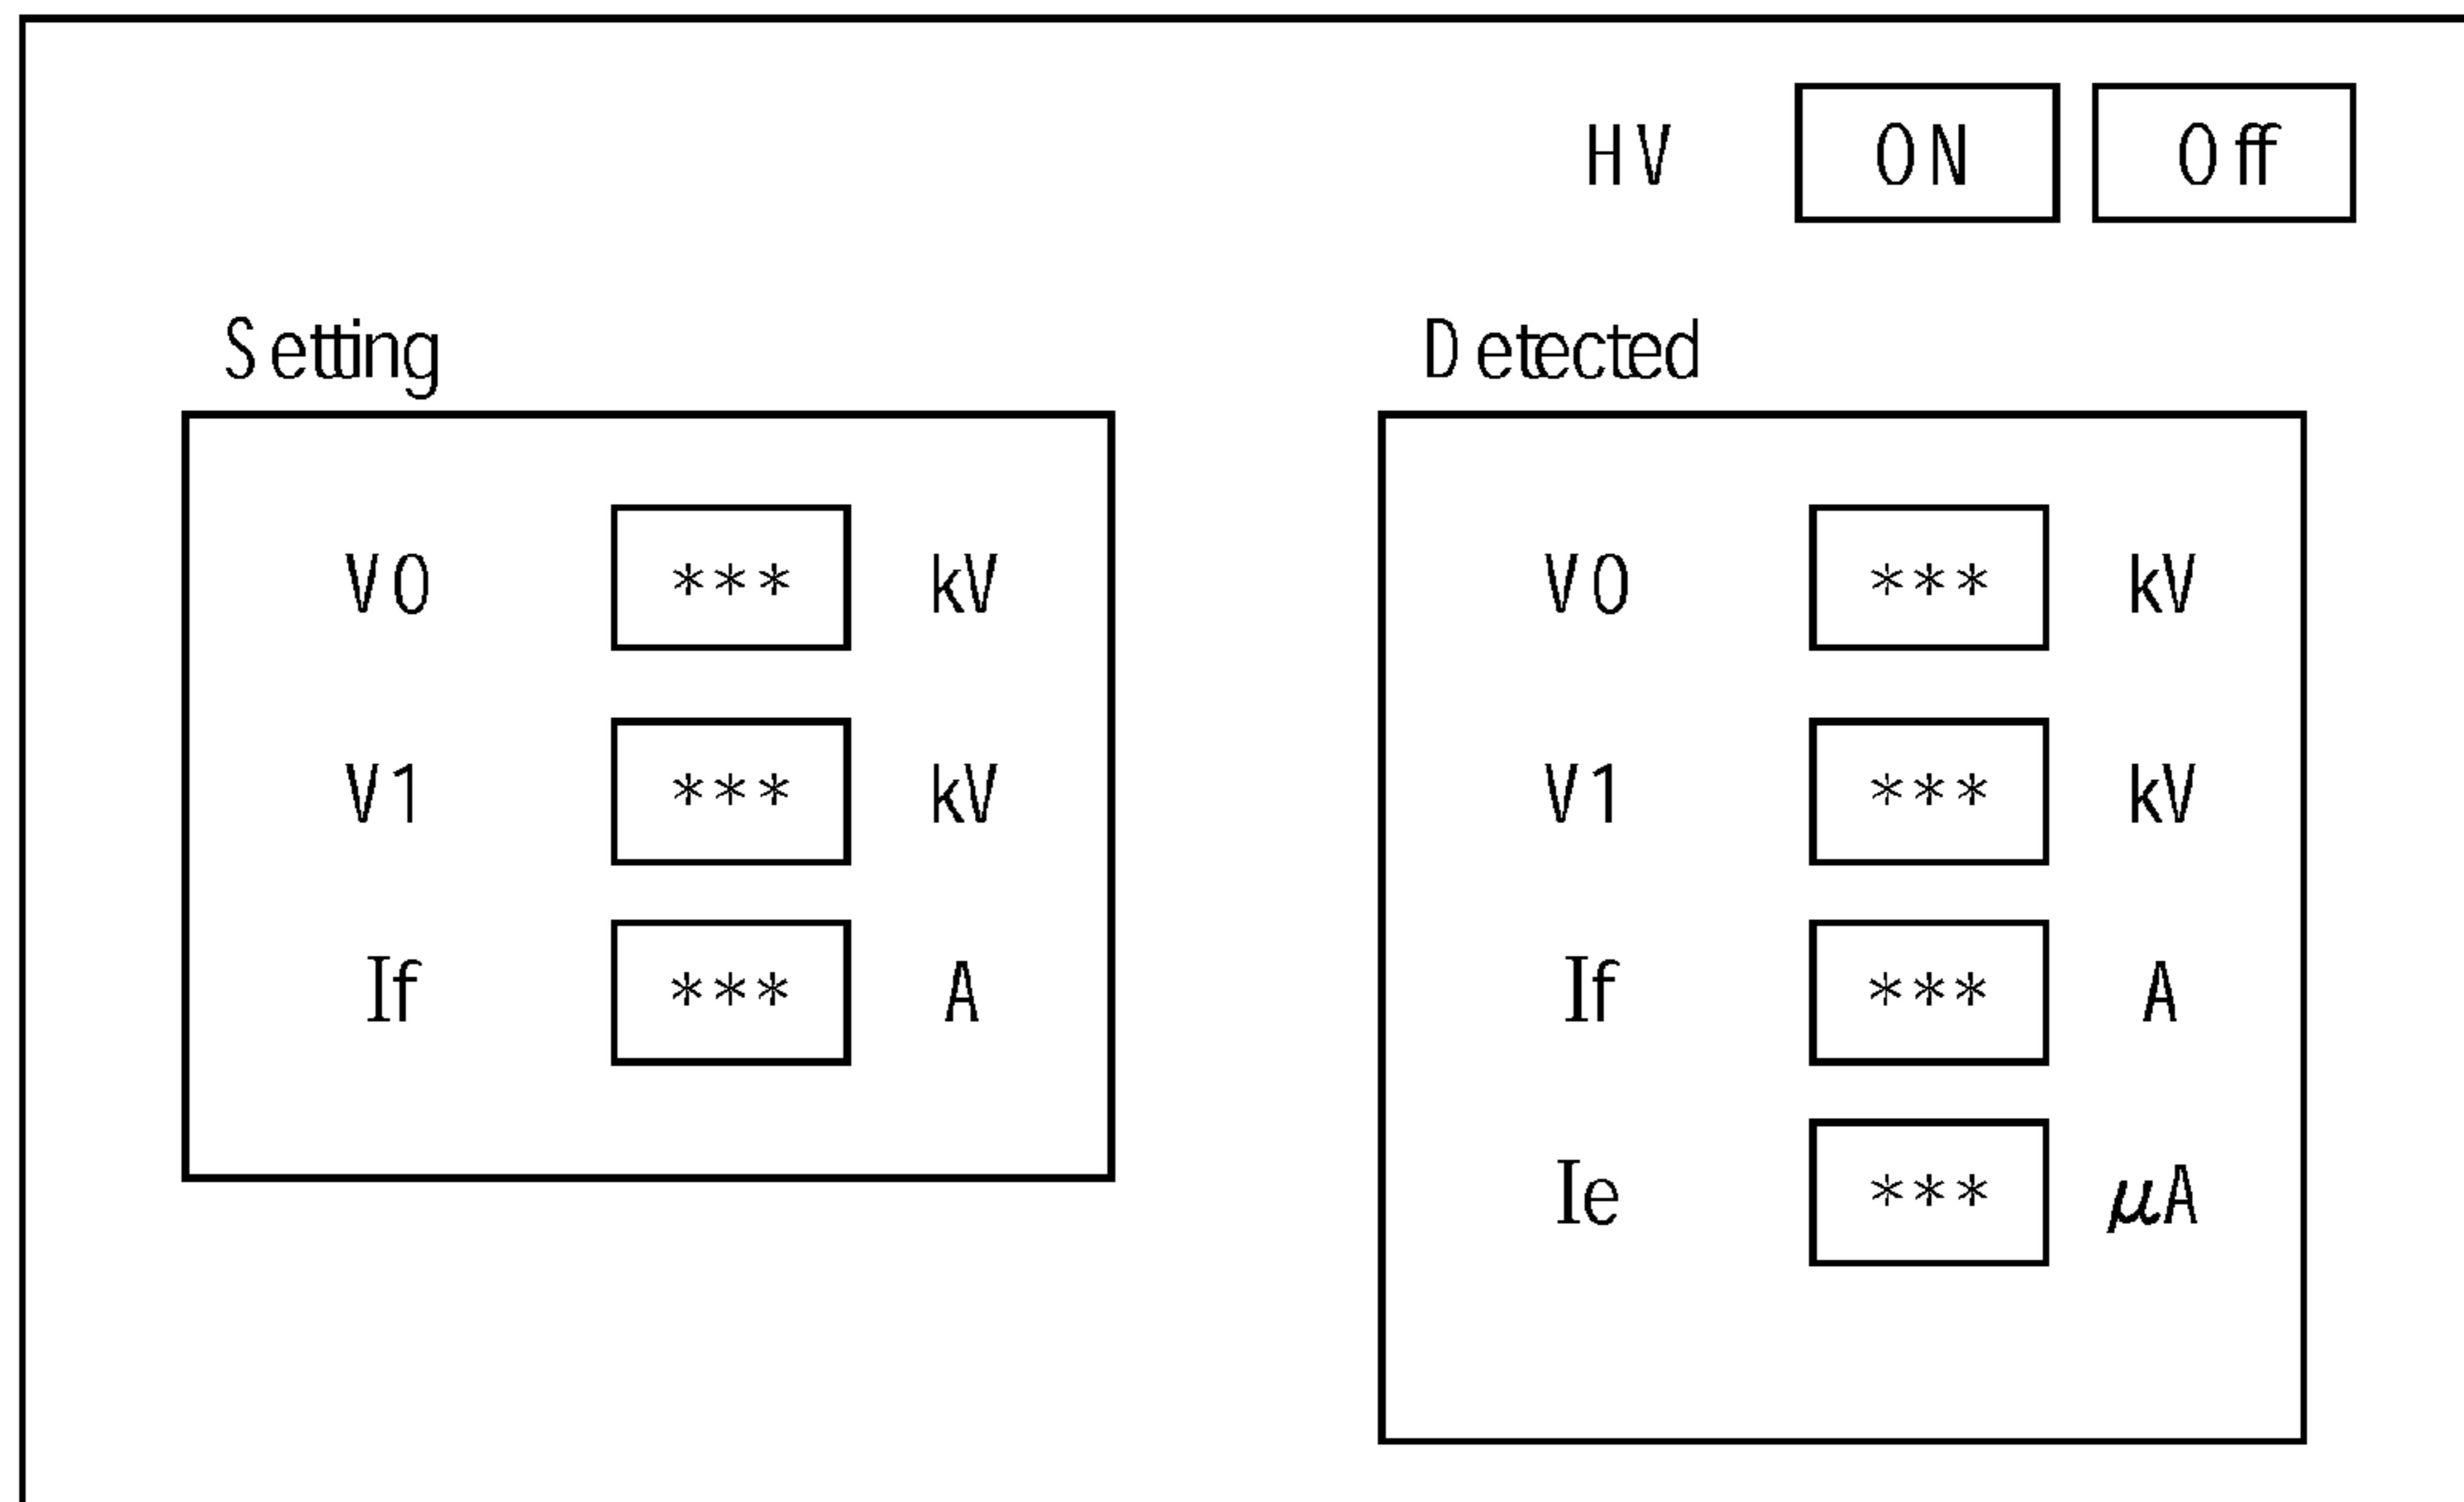 HV ON Off
Setting
V0 *** kV
V1 *** kV
If *** A
Detected
V0 *** kV
V1 *** kV
If *** A
Ie *** μA